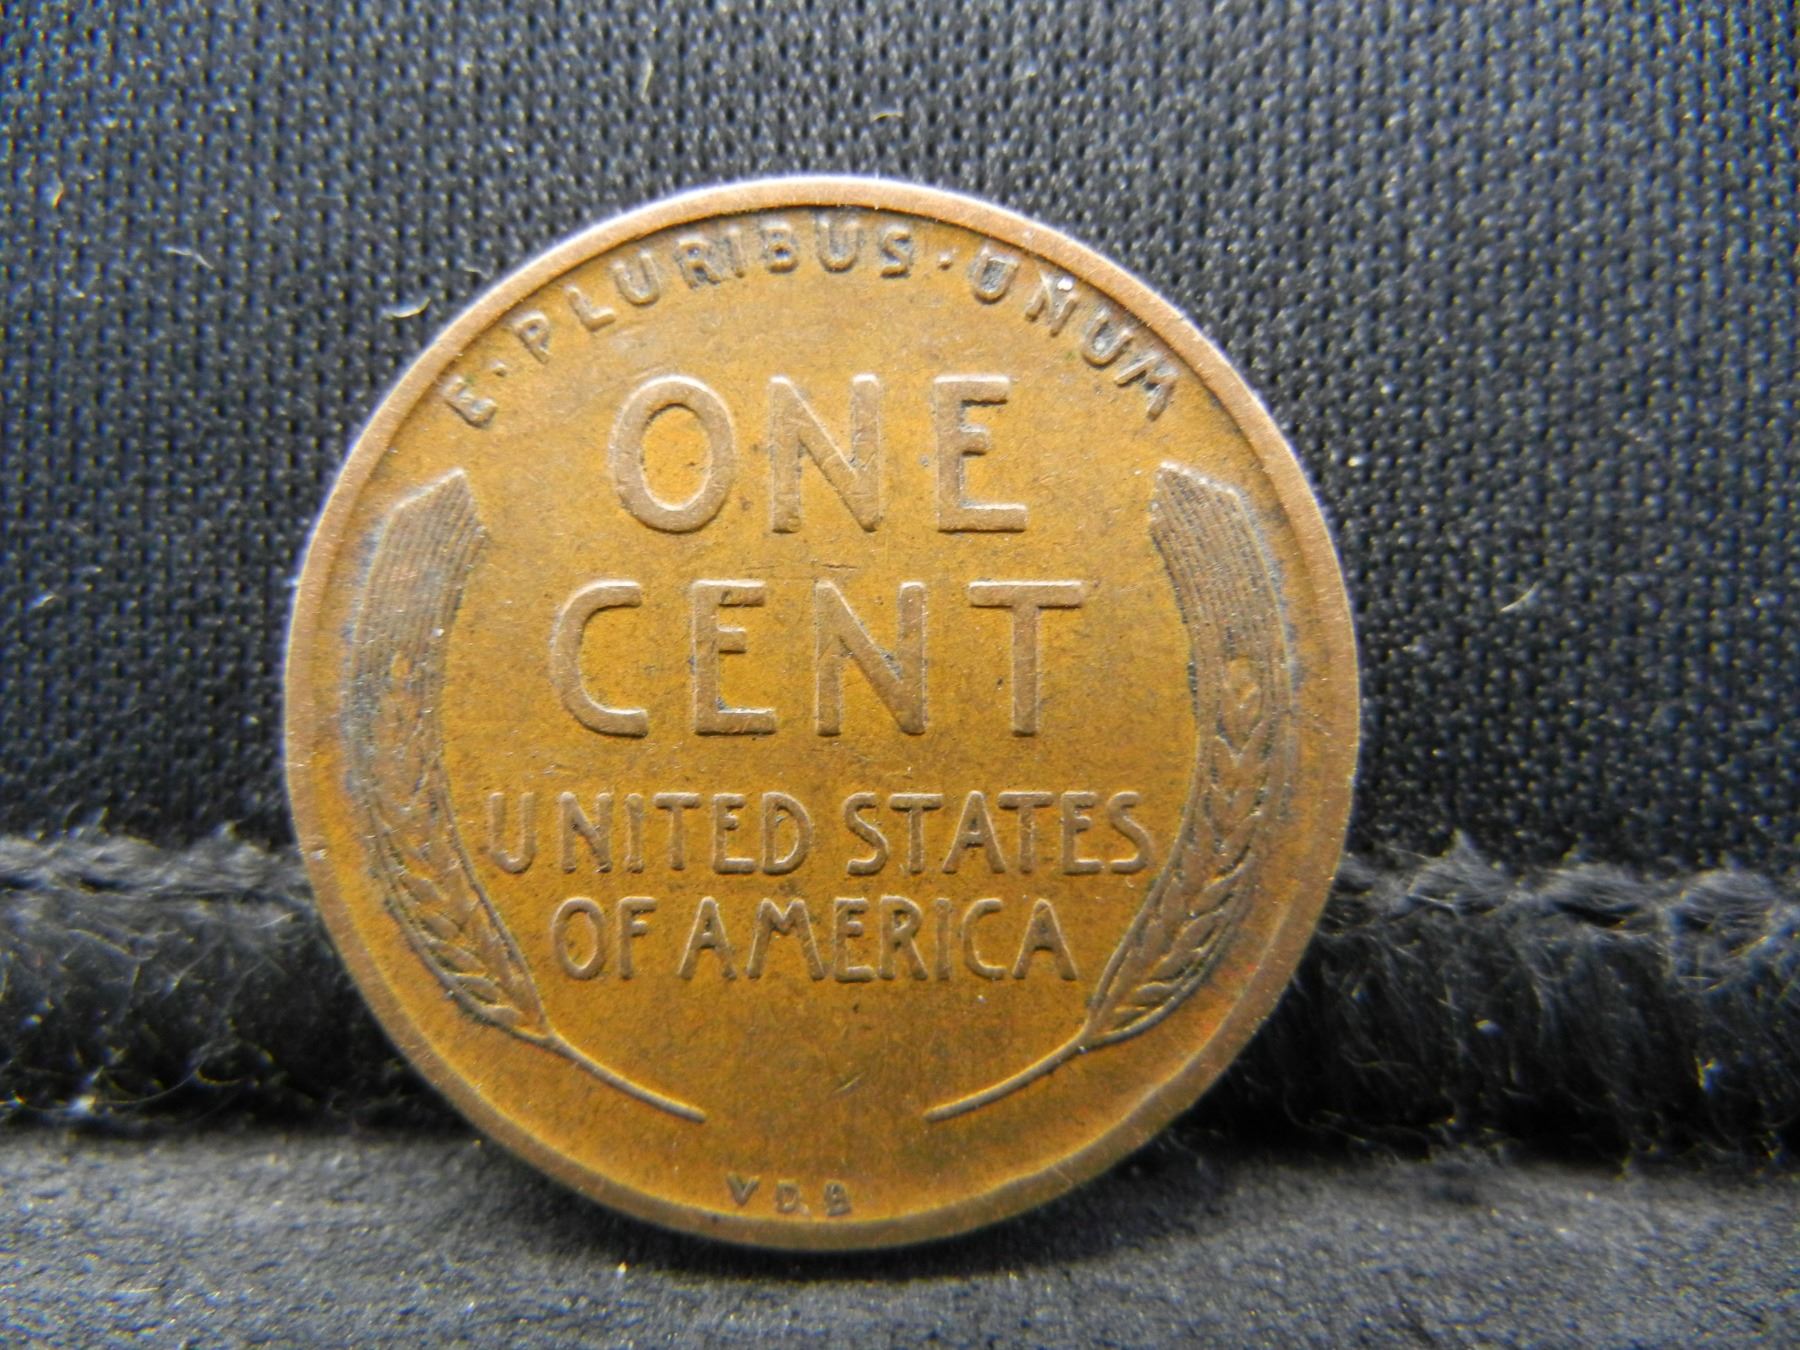 E·PLURIBUS·UNUM
ONE
CENT
UNITED STATES
OF AMERICA
V.D.B.